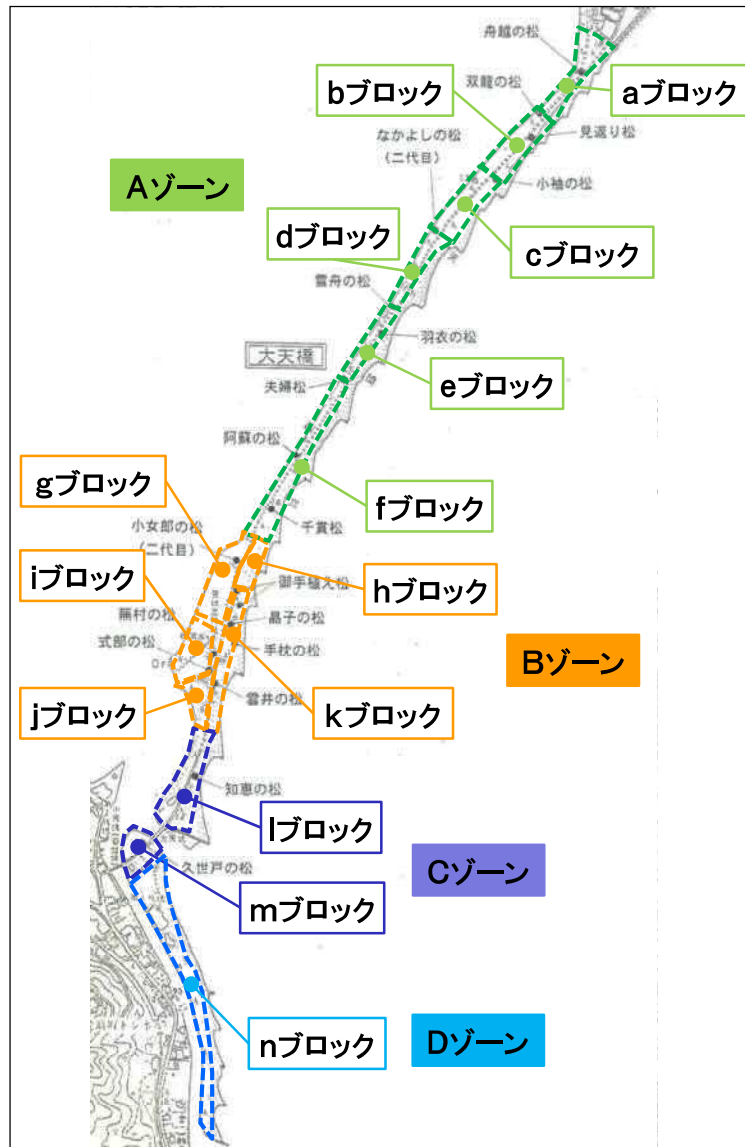 舟越の松
双龍の松
bブロック
aブロック
なかよしの松
(二代目)
見返り松
小袖の松
Aゾーン
dブロック
cブロック
雪舟の松
羽衣の松
大天橋
夫婦松
eブロック
阿蘇の松
gブロック
fブロック
千貫松
小女郎の松
(二代目)
iブロック
御手植え松
hブロック
蕪村の松
晶子の松
式部の松
手枕の松
Bゾーン
雲井の松
jブロック
kブロック
知恵の松
lブロック
久世戸の松
Cゾーン
mブロック
nブロック
Dゾーン